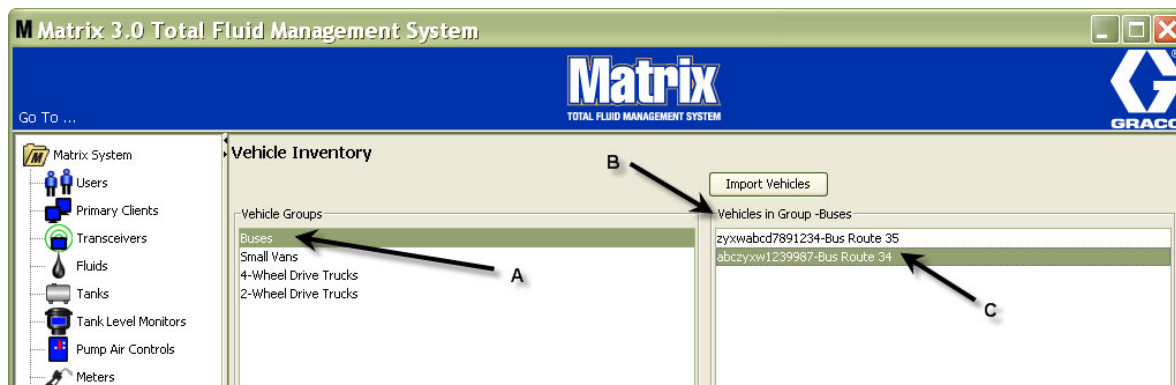 M Matrix 3.0 Total Fluid Management System
Matrix
TOTAL FLUID MANAGEMENT SYSTEM
GRACO
Go To ...
Matrix System
Users
Primary Clients
Transceivers
Fluids
Tanks
Tank Level Monitors
Pump Air Controls
Meters
Vehicle Inventory
B
Import Vehicles
Vehicle Groups
Buses
Small Vans
4-Wheel Drive Trucks
2-Wheel Drive Trucks
A
Vehicles in Group -Buses
zyxwabcd7891234-Bus Route 35
abczyxw1239987-Bus Route 34
C